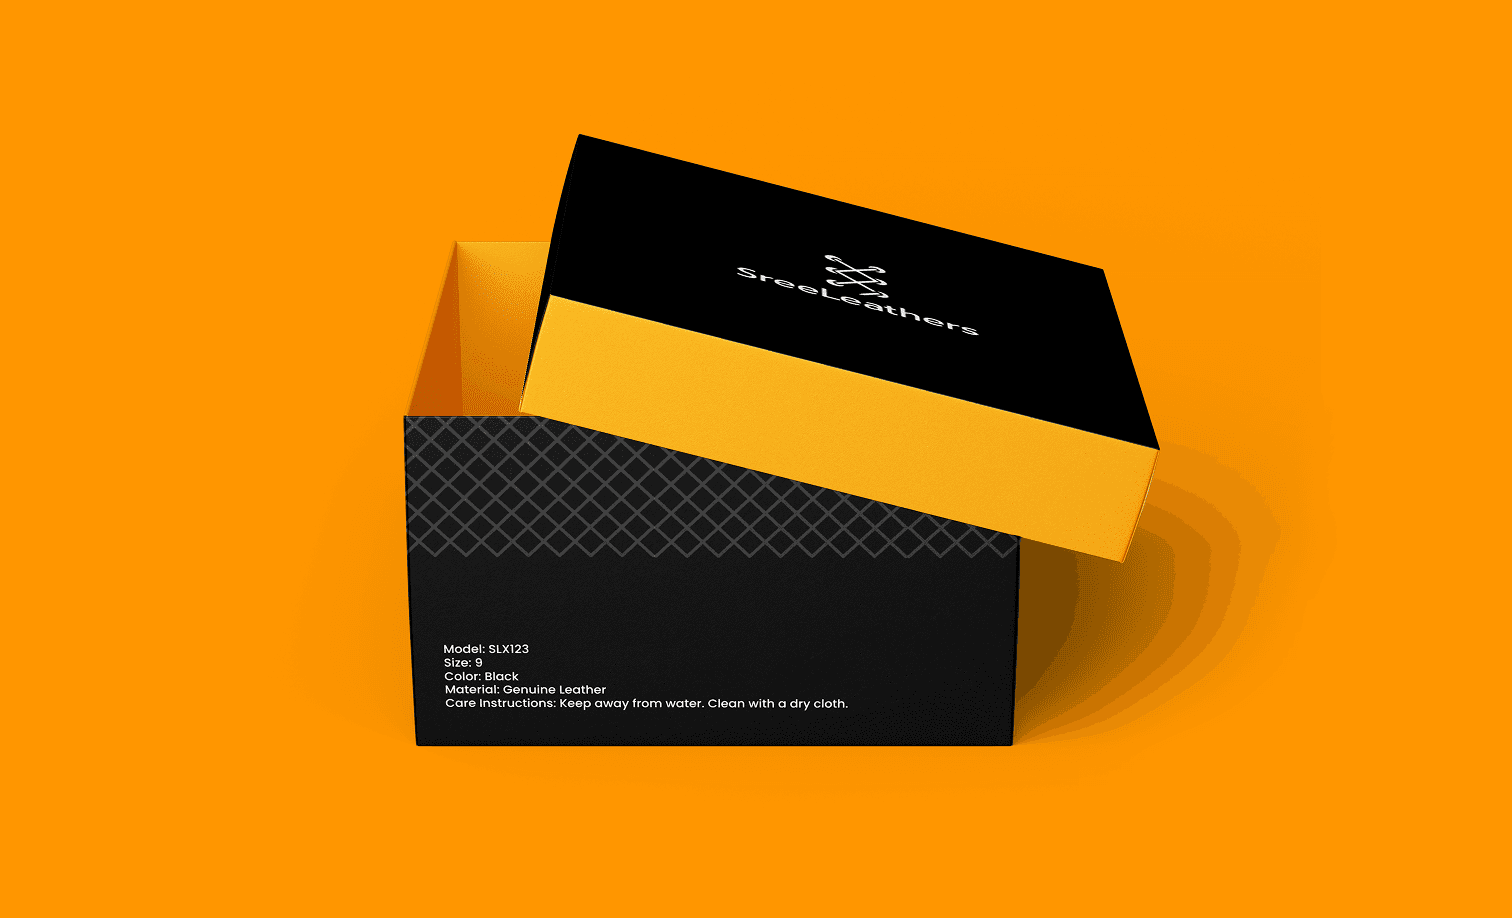 SreeLeathers
Model: SLX123
Size: 9
Color: Black
Material: Genuine Leather
Care Instructions: Keep away from water. Clean with a dry cloth.